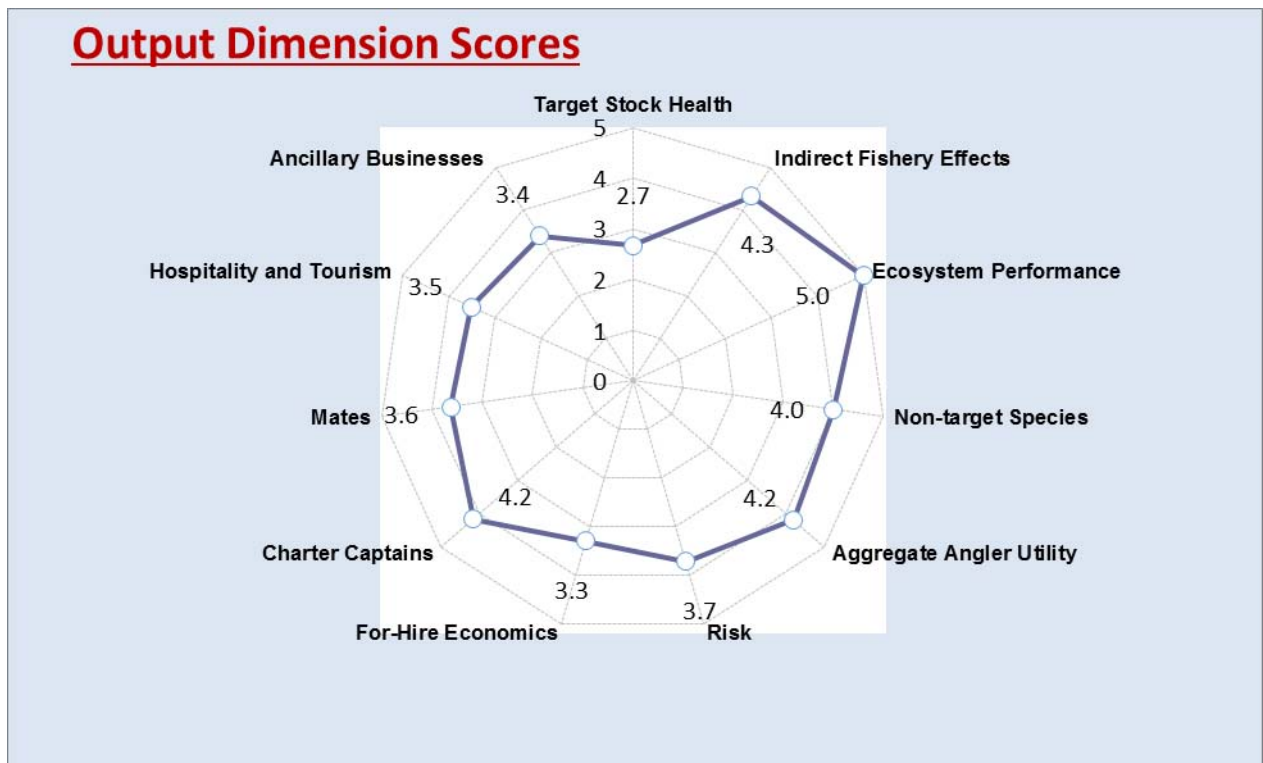 Output Dimension Scores
Target Stock Health
5
Ancillary Businesses
Indirect Fishery Effects
3.4
4
2.7
3
4.3
Hospitality and Tourism
3.5
Ecosystem Performance
5.0
2
1
0
Mates
3.6
4.0
Non-target Species
4.2
4.2
Charter Captains
Aggregate Angler Utility
3.3
3.7
For-Hire Economics
Risk